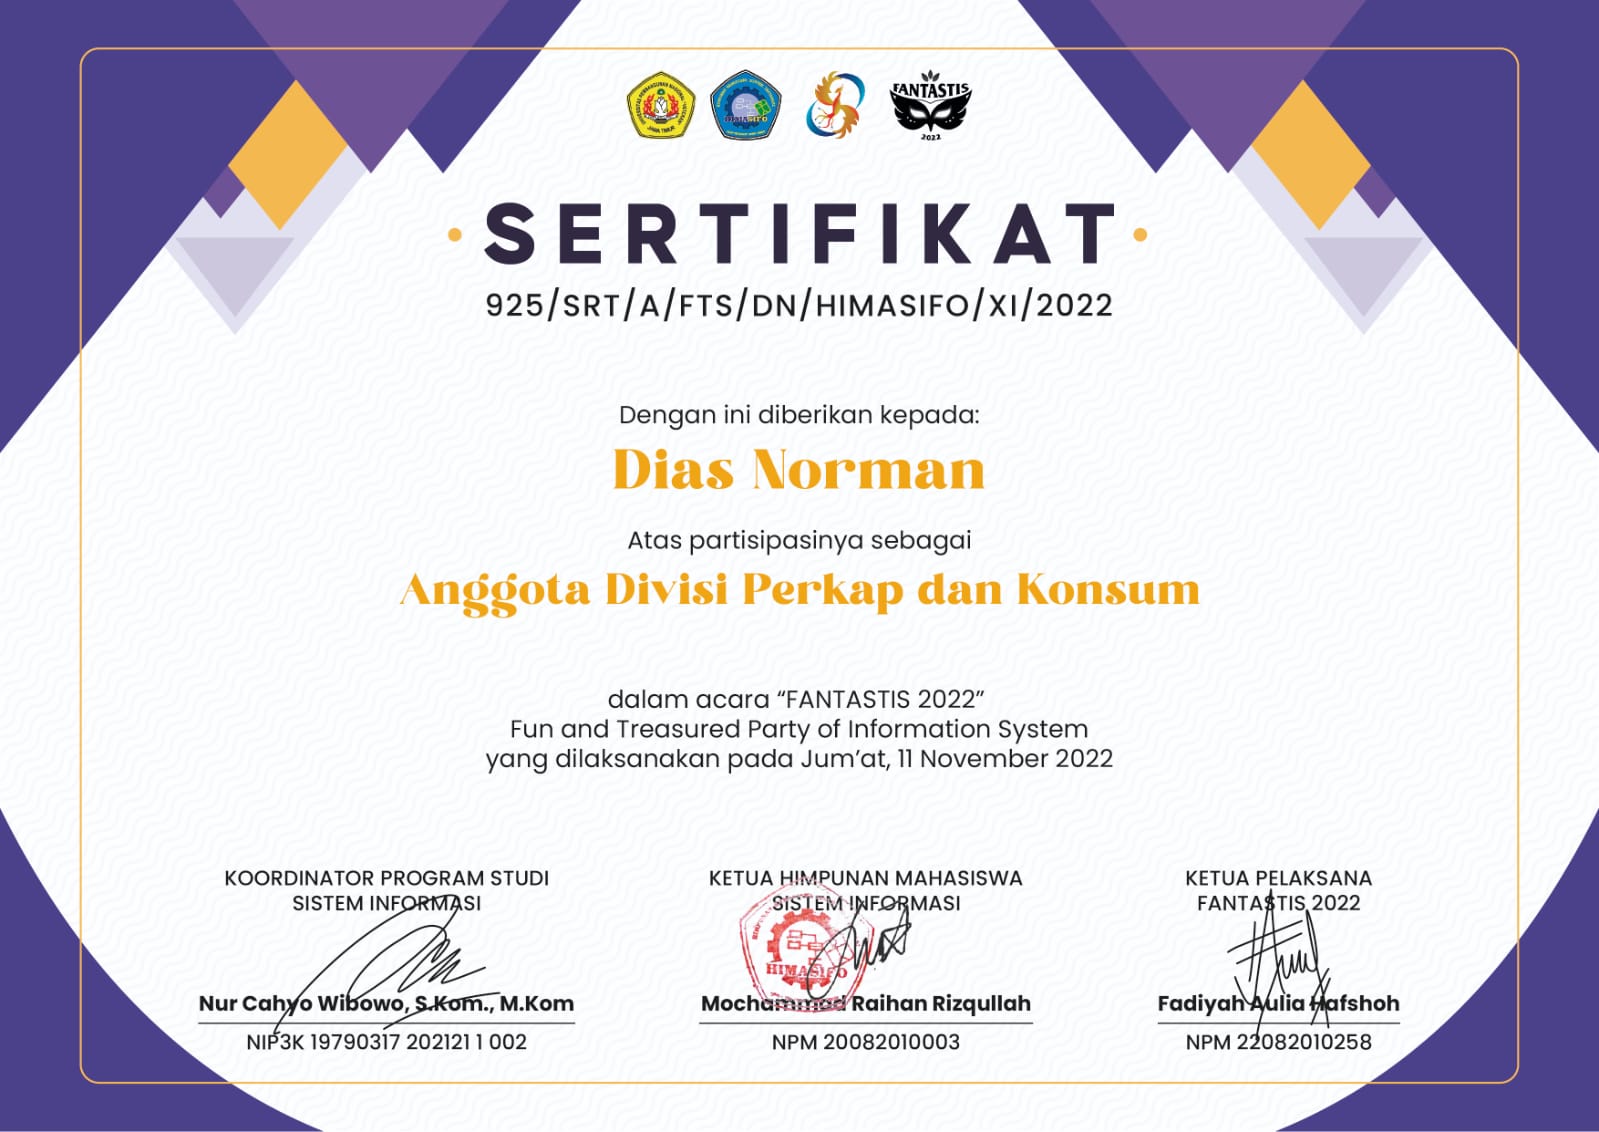 FANTASTIS
2022
SERTIFIKAT
925/SRT/A/FTS/DN/HIMASIFO/XI/2022
Dengan ini diberikan kepada:
Dias Norman
Atas partisipasinya sebagai
Anggota Divisi Perkap dan Konsum
dalam acara “FANTASTIS 2022”
Fun and Treasured Party of Information System
yang dilaksanakan pada Jum’at, 11 November 2022
KOORDINATOR PROGRAM STUDI
SISTEM INFORMASI
Nur Cahyo Wibowo, S.Kom., M.Kom
NIP3K 19790317 202121 1 002
KETUA HIMPUNAN MAHASISWA
SISTEM INFORMASI
HIMASIFO
Mochammad Raihan Rizqullah
NPM 20082010003
KETUA PELAKSANA
FANTASTIS 2022
Fadiyah Aulia Hafshoh
NPM 22082010258